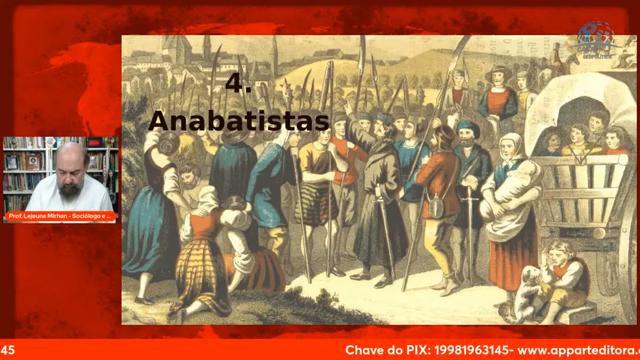 4.
Anabatistas
Prof. Lejeune Mirhan - Sociólogo e ...
45
Chave do PIX: 19981963145- www.apparteditora.